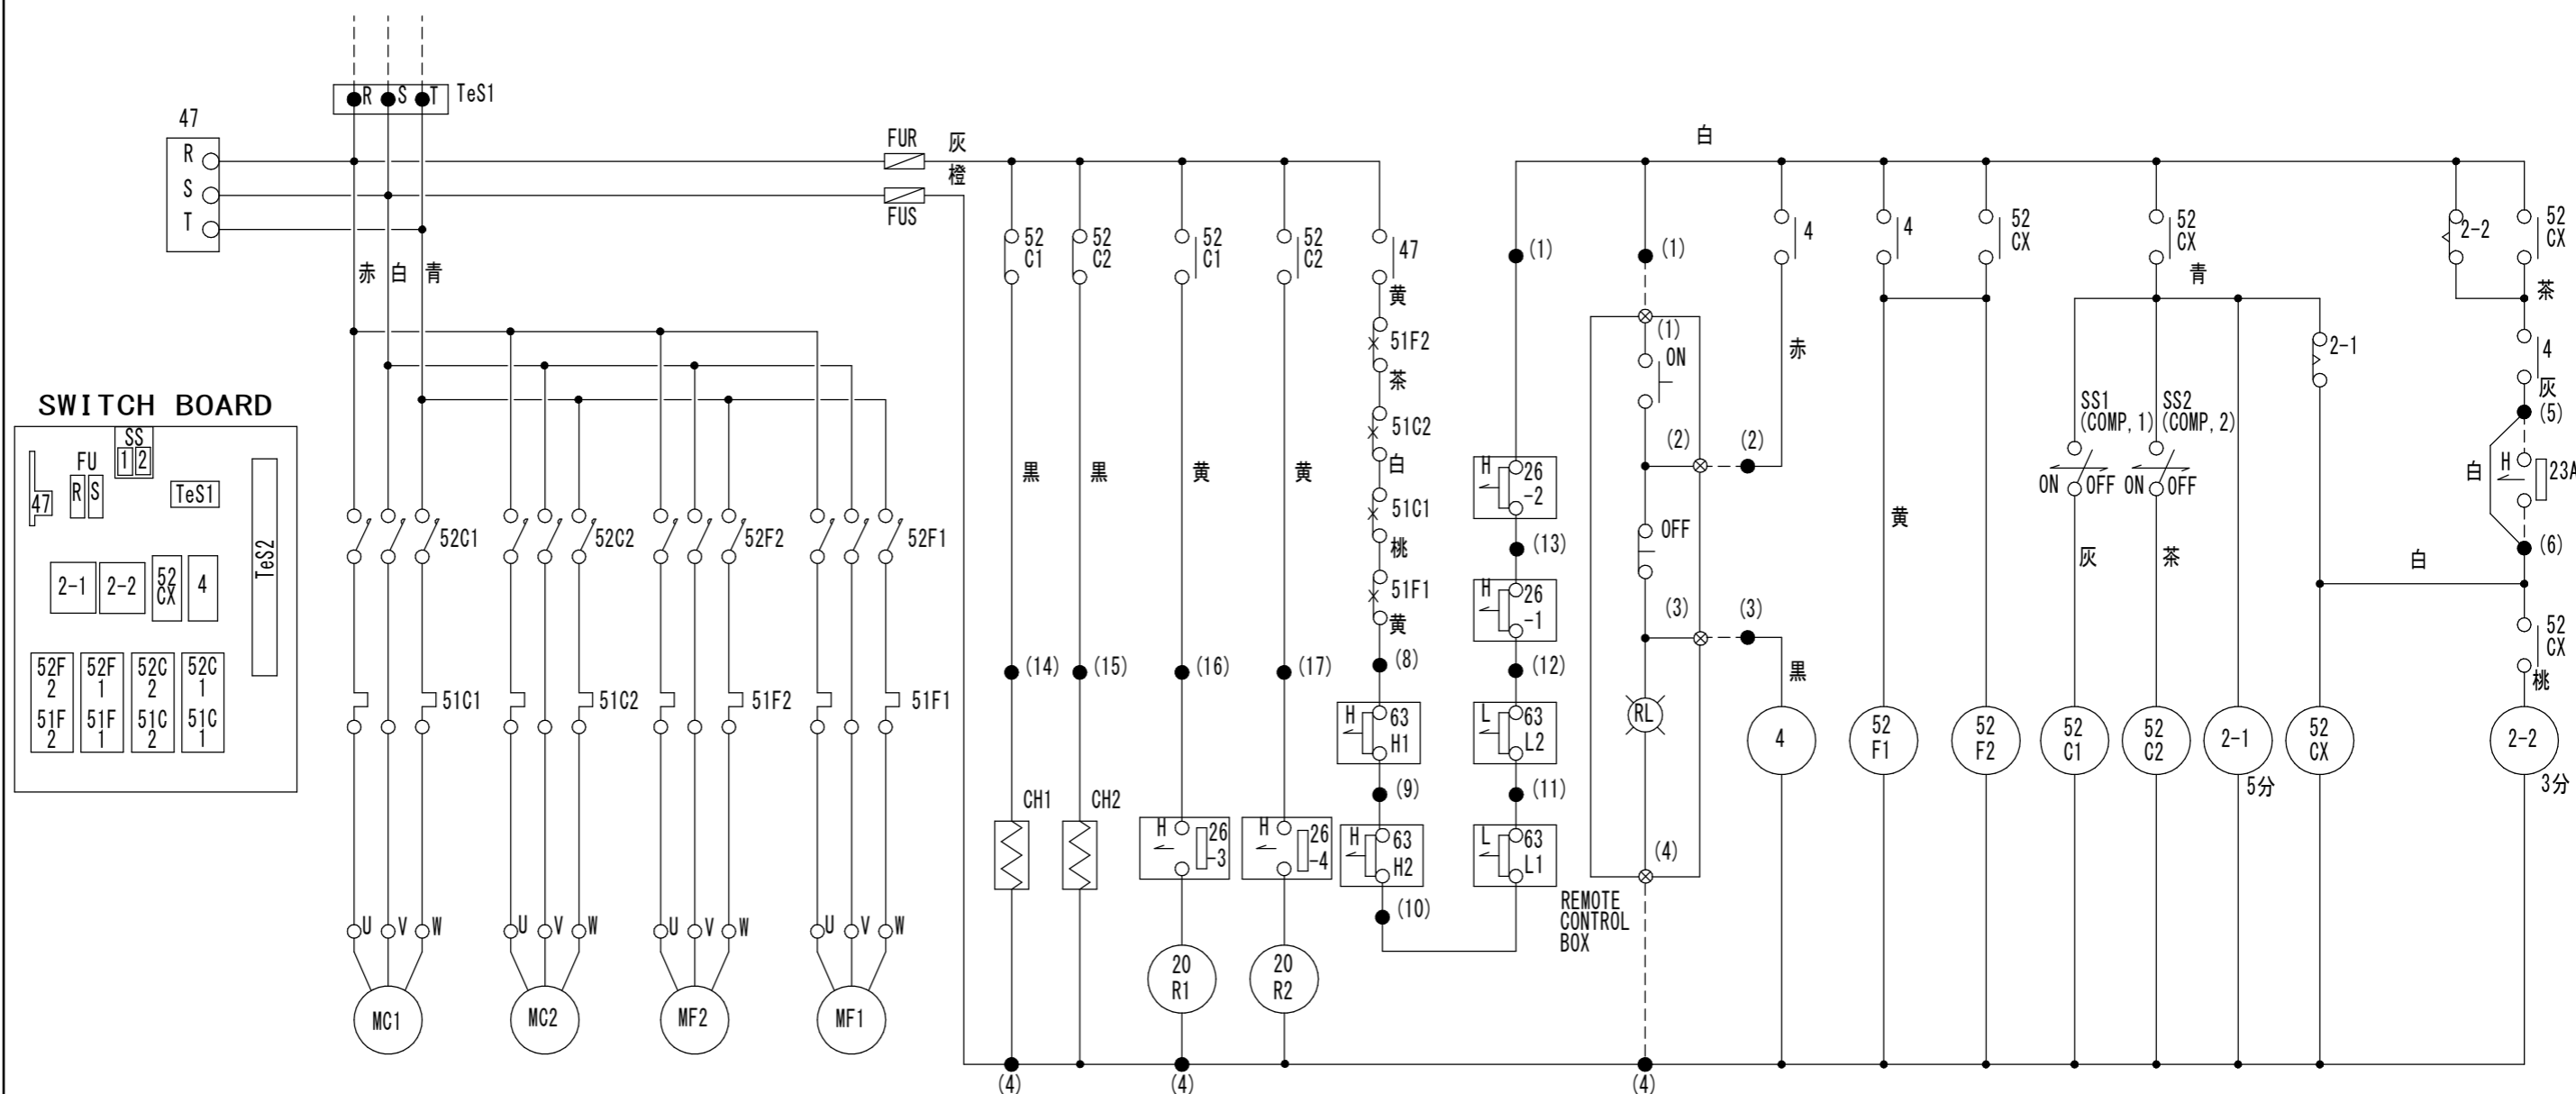 R S T TeS1
47
R
S
T
FUR
灰
橙
FUS
白
赤 白 青
52
C1
52
C2
52
C1
52
C2
47
黄
51F2
茶
51C2
白
51C1
桃
51F1
黄
(8)
H 63
H1
(9)
H 63
H2
(10)
黒
黒
黄
黄
(14)
(15)
(16)
(17)
CH1
CH2
H 26
-3
H 26
-4
20
R1
20
R2
(4)
(4)
(4)
(1)
H 26
-2
(13)
H 26
-1
(12)
L 63
L2
(11)
L 63
L1
(1)
(1)
ON
(2)
(2)
OFF
(3)
(3)
RL
(4)
REMOTE
CONTROL
BOX
4
赤
黒
4
4
黄
52
F1
52
CX
52
F2
52
CX
青
SS1
(COMP,1)
SS2
(COMP,2)
ON OFF
ON OFF
灰
茶
52
C1
52
C2
2-1
5分
2-1
52
CX
2-2
52
CX
茶
4
灰
(5)
白
H 23A
(6)
白
52
CX
桃
2-2
3分
SWITCH BOARD
SS
1 2
FU
R S
47
TeS1
TeS2
2-1
2-2
52
CX
4
52F
2
51F
2
52F
1
51F
1
52C
2
51C
2
52C
1
51C
1
52C1
52C2
52F2
52F1
51C1
51C2
51F2
51F1
U V W
U V W
U V W
U V W
MC1
MC2
MF2
MF1